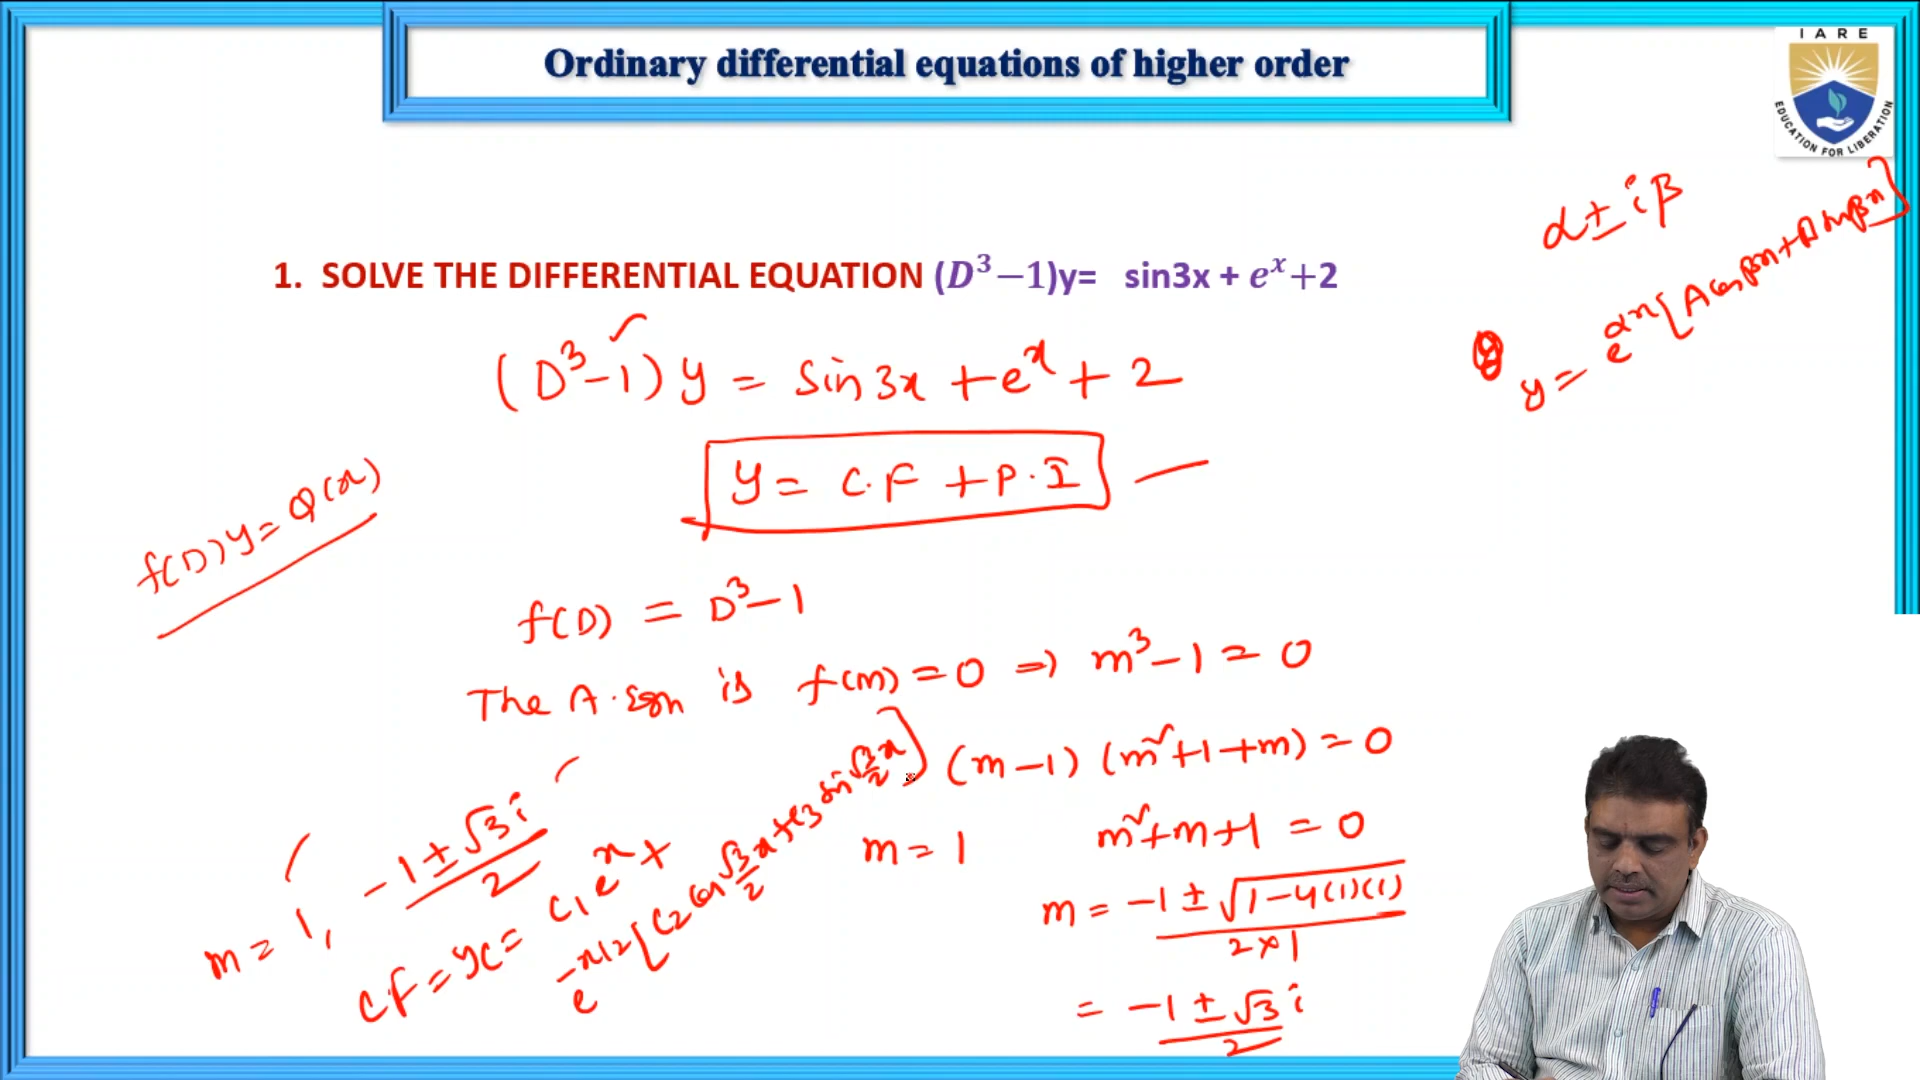 Ordinary differential equations of higher order
I A R E
EDUCATION FOR LIBERATION
α ± iβ
y = e^αx [A cos βx + B sin βx]
1. SOLVE THE DIFFERENTIAL EQUATION (D³−1)y= sin3x + eˣ+2
(D³-1) y = sin 3x + eˣ + 2
y = C.F + P.I
f(D) y = Q(x)
f(D) = D³-1
The A.Eqn is f(m) = 0 ⇒ m³-1 = 0
(m-1) (m²+1+m) = 0
m = 1
m²+m+1 = 0
m = -1 ± √1-4(1)(1) / 2×1
= -1 ± √3 i / 2
m = 1, -1 ± √3 i / 2
C.F = yc = c₁ eˣ +
e^-x/2 [c₂ cos √3/2 x + c₃ sin √3/2 x]